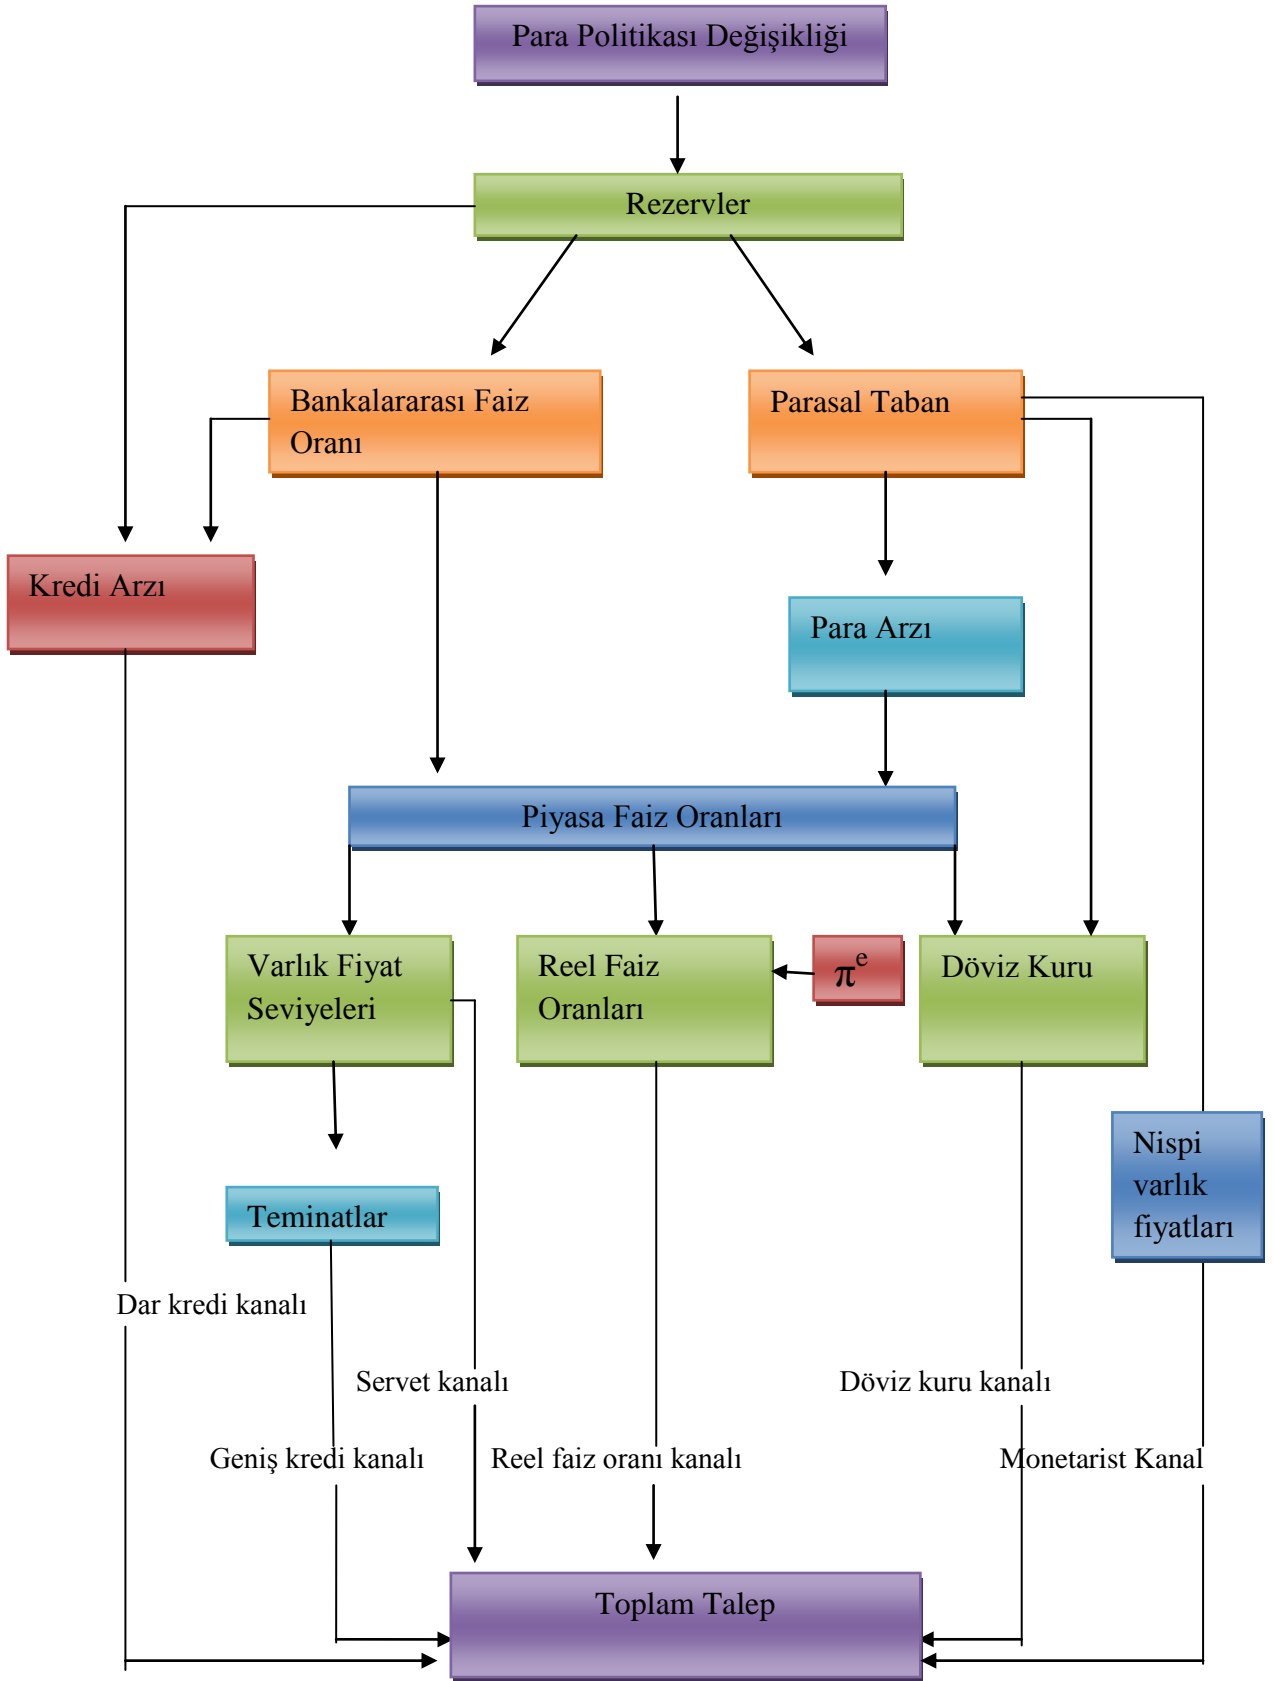 Para Politikası Değişikliği
Rezervler
Bankalararası Faiz
Oranı
Parasal Taban
Kredi Arzı
Para Arzı
Piyasa Faiz Oranları
Varlık Fiyat
Seviyeleri
Reel Faiz
Oranları
πᵉ
Döviz Kuru
Nispi
varlık
fiyatları
Teminatlar
Dar kredi kanalı
Servet kanalı
Döviz kuru kanalı
Geniş kredi kanalı
Reel faiz oranı kanalı
Monetarist Kanal
Toplam Talep